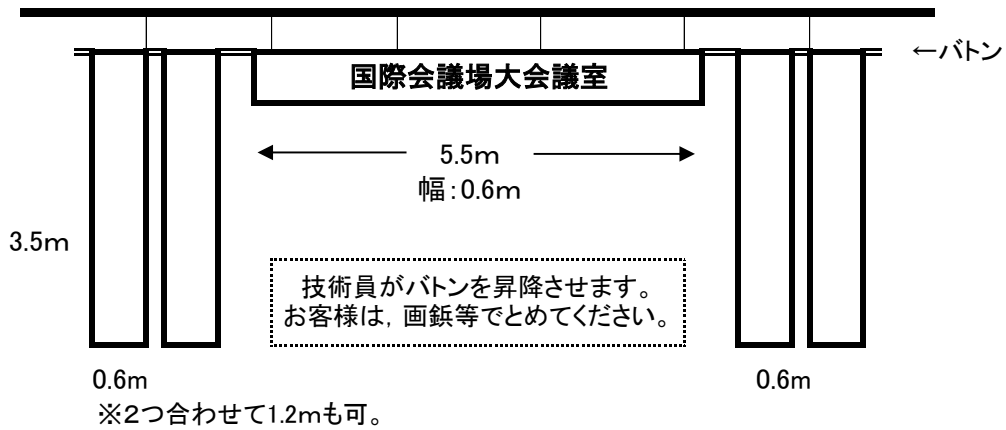 ←バトン
国際会議場大会議室
5.5m
幅:0.6m
3.5m
技術員がバトンを昇降させます。
お客様は,画鋲等でとめてください。
0.6m
0.6m
※2つ合わせて1.2mも可。